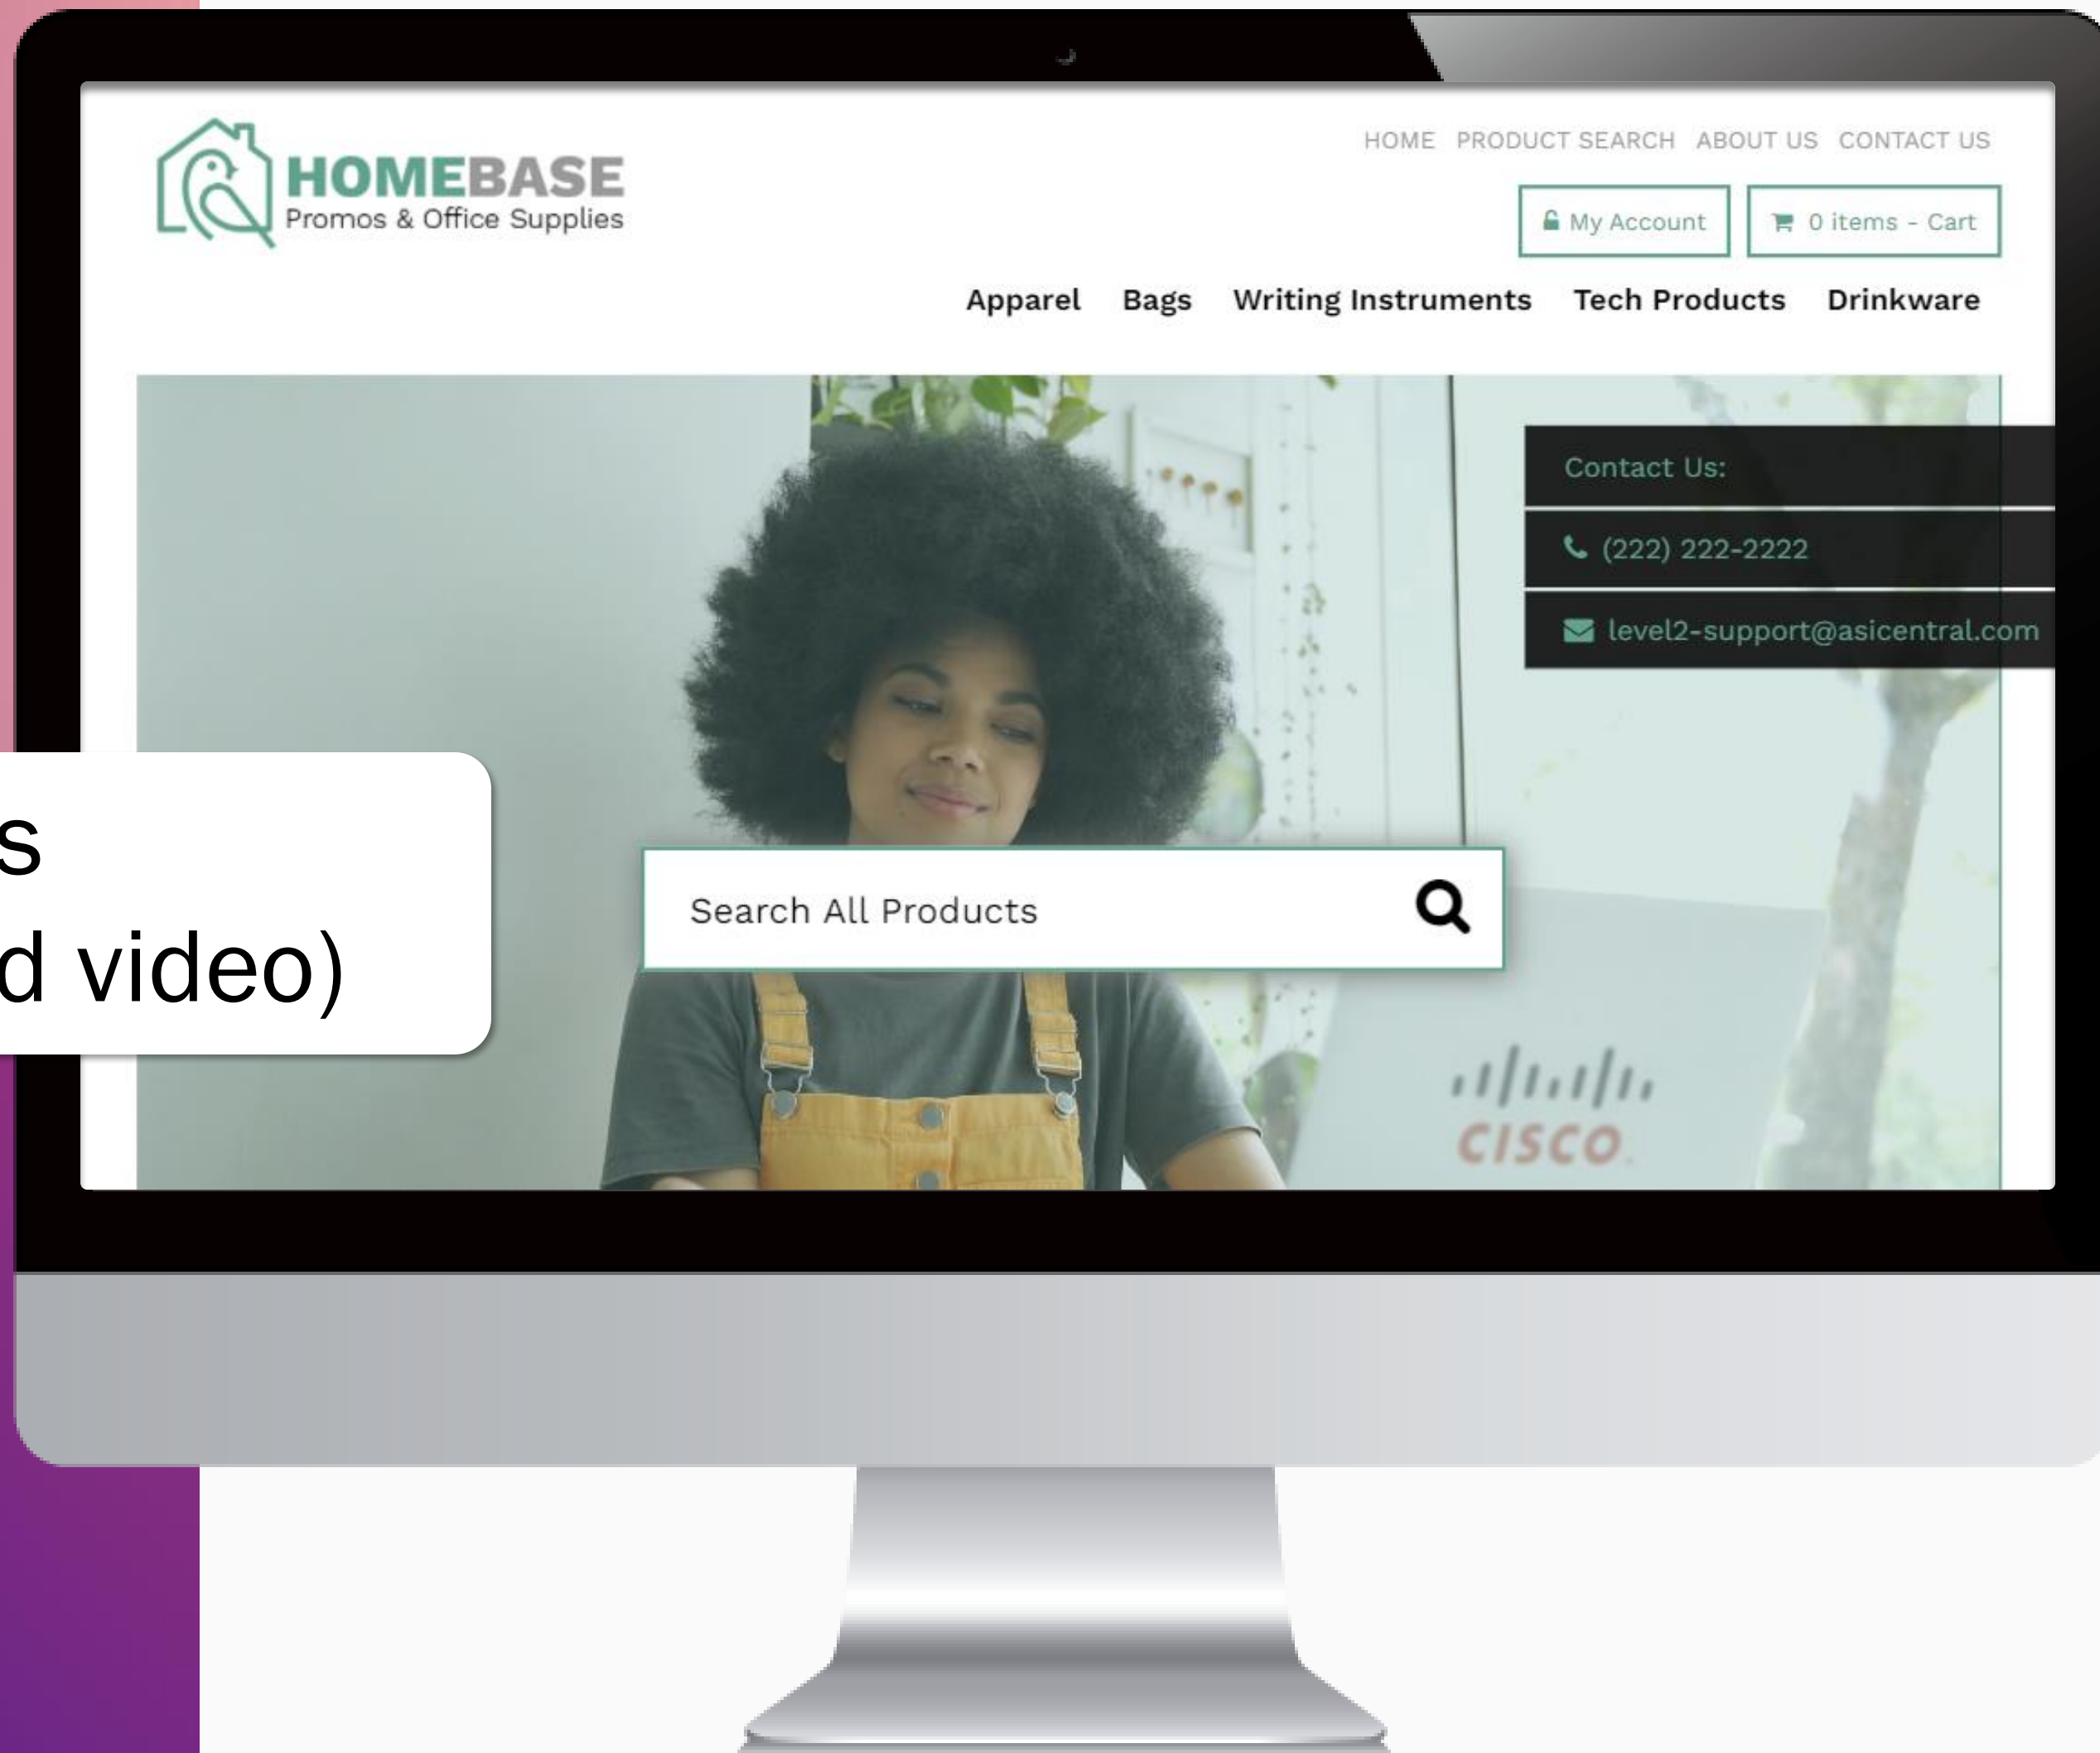 HOMEBASE
Promos & Office Supplies
HOME PRODUCT SEARCH ABOUT US CONTACT US
My Account
0 items - Cart
Apparel Bags Writing Instruments Tech Products Drinkware
Contact Us:
(222) 222-2222
level2-support@asicentral.com
s
d video)
Search All Products
CISCO